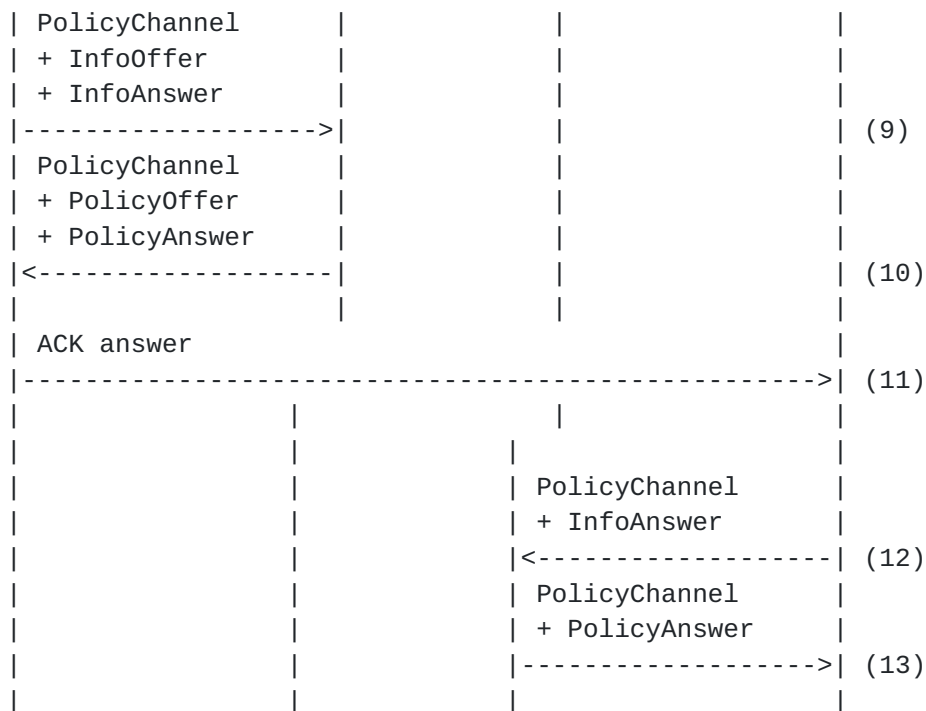 | PolicyChannel      |             |                 |
| + InfoOffer        |             |                 |
| + InfoAnswer       |             |                 |
|------------------->|             |                 | (9)
| PolicyChannel      |             |                 |
| + PolicyOffer      |             |                 |
| + PolicyAnswer     |             |                 |
|<-------------------|             |                 | (10)
|                    |             |                 |
| ACK answer                                         |
|--------------------------------------------------->| (11)
|                 |                |                 |
|                 |             |                    |
|                 |             | PolicyChannel      |
|                 |             | + InfoAnswer       |
|                 |             |<-------------------| (12)
|                 |             | PolicyChannel      |
|                 |             | + PolicyAnswer     |
|                 |             |------------------->| (13)
|                 |             |                    |